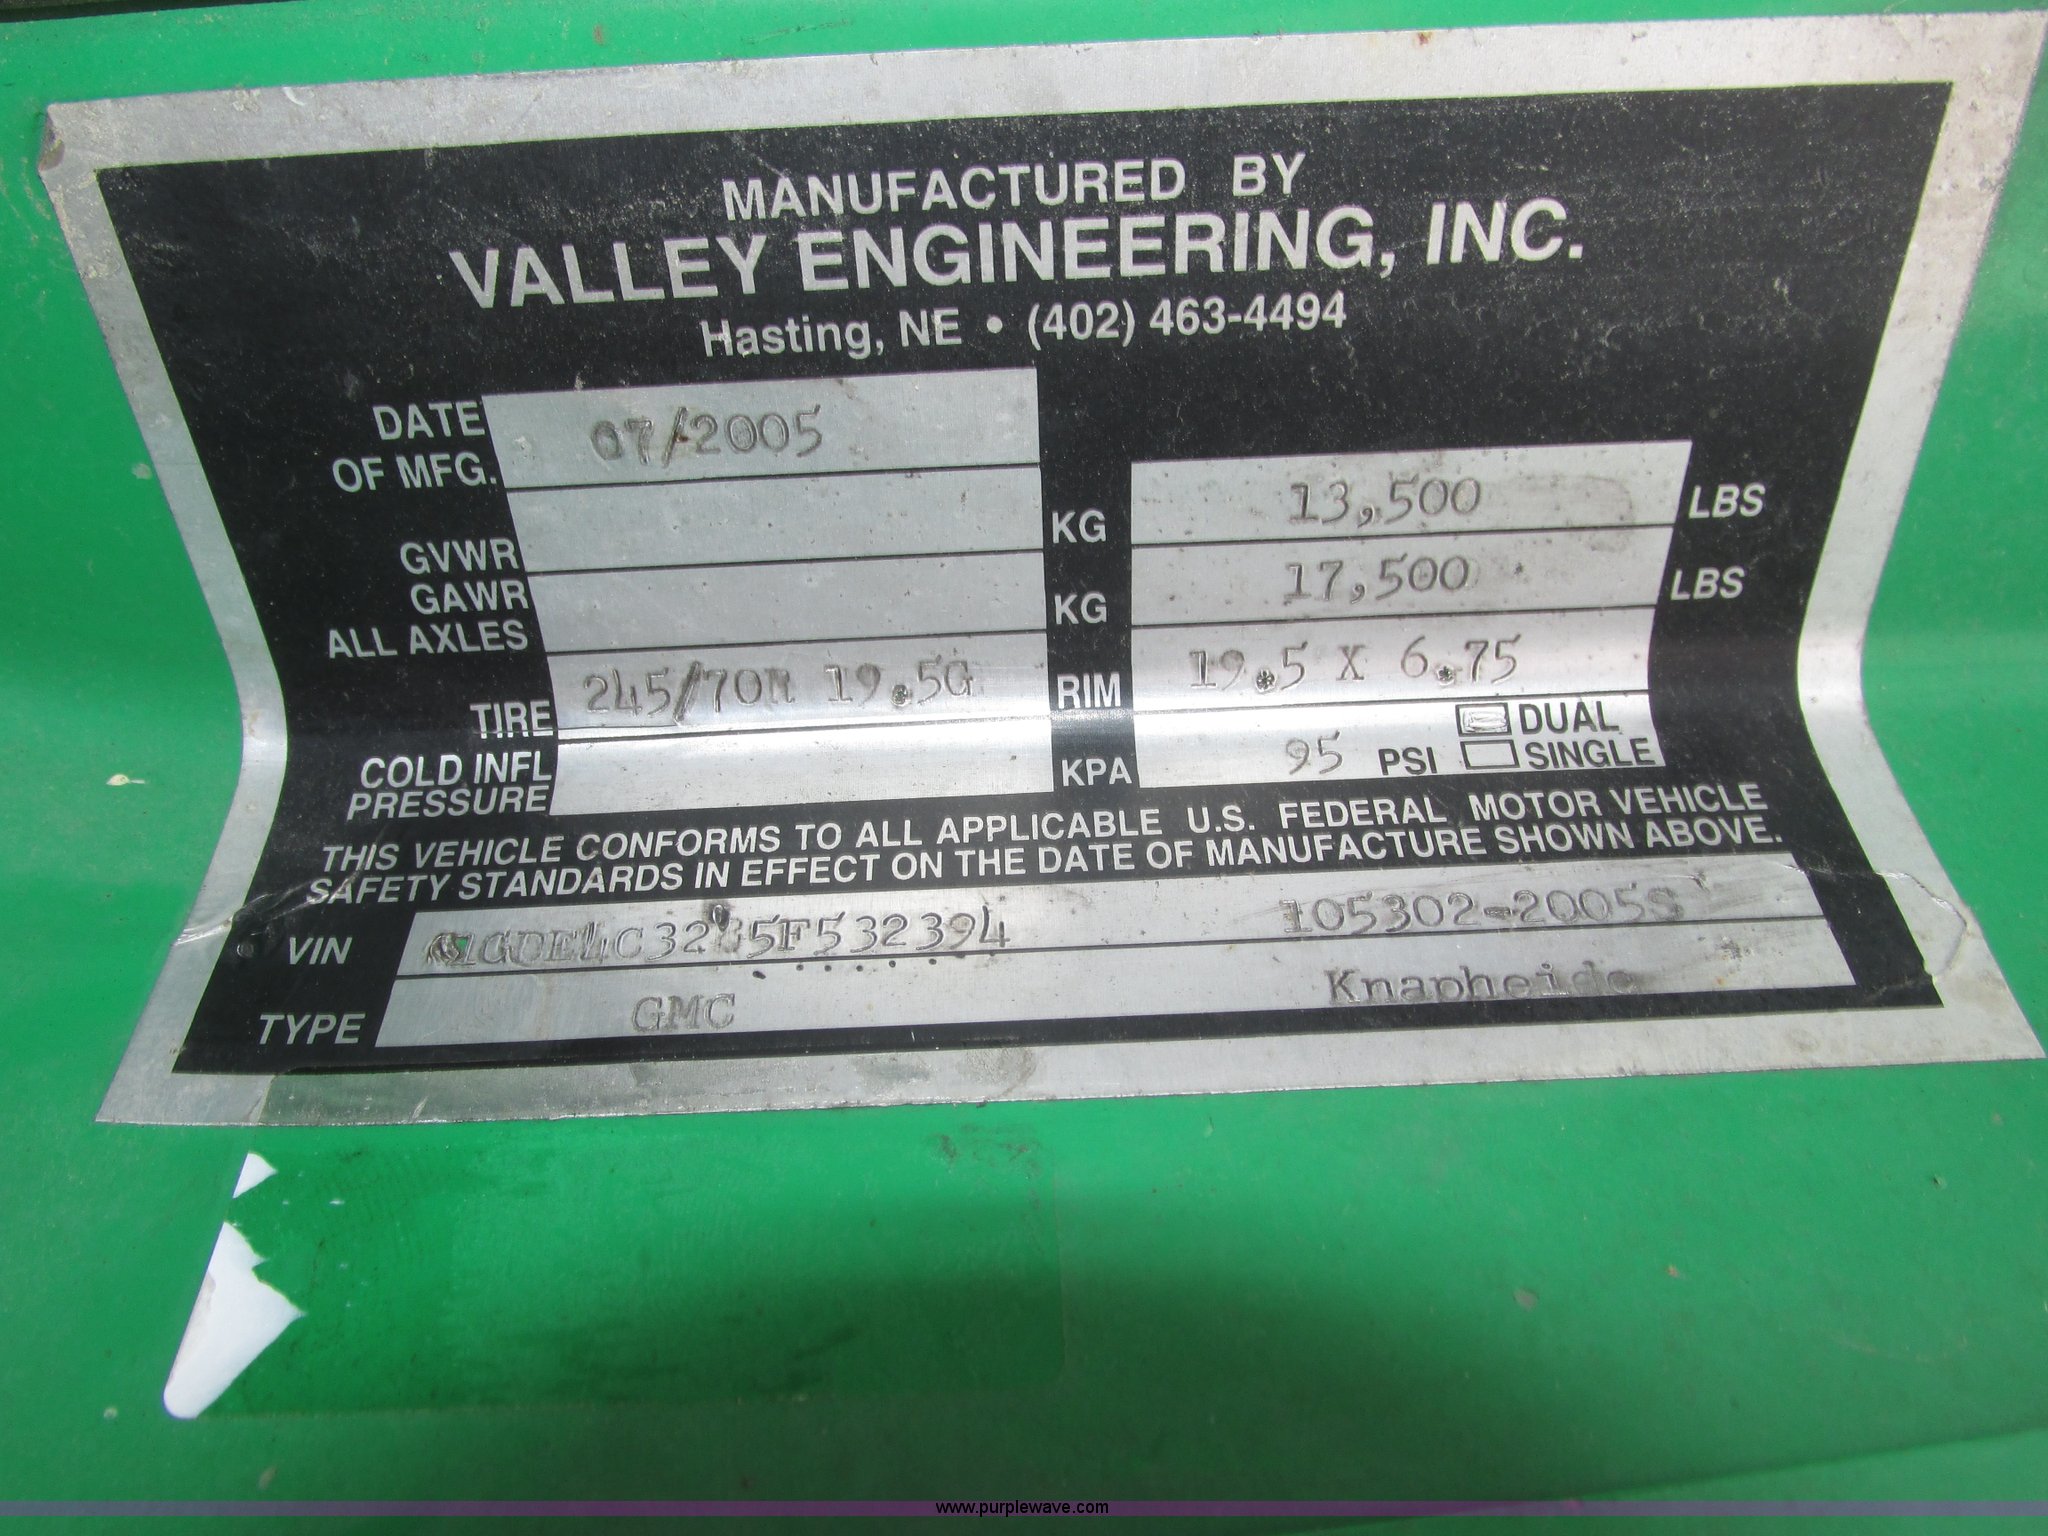 MANUFACTURED BY
VALLEY ENGINEERING, INC.
Hasting, NE • (402) 463-4494
DATE OF MFG. 07/2005
GVWR KG 13,500 LBS
GAWR ALL AXLES KG 17,500 LBS
TIRE 245/70R 19.5G RIM 19.5 X 6.75
COLD INFL PRESSURE KPA 95 PSI DUAL SINGLE
THIS VEHICLE CONFORMS TO ALL APPLICABLE U.S. FEDERAL MOTOR VEHICLE
SAFETY STANDARDS IN EFFECT ON THE DATE OF MANUFACTURE SHOWN ABOVE.
VIN 105302-2005S
TYPE GMC Knapheide
www.purplewave.com